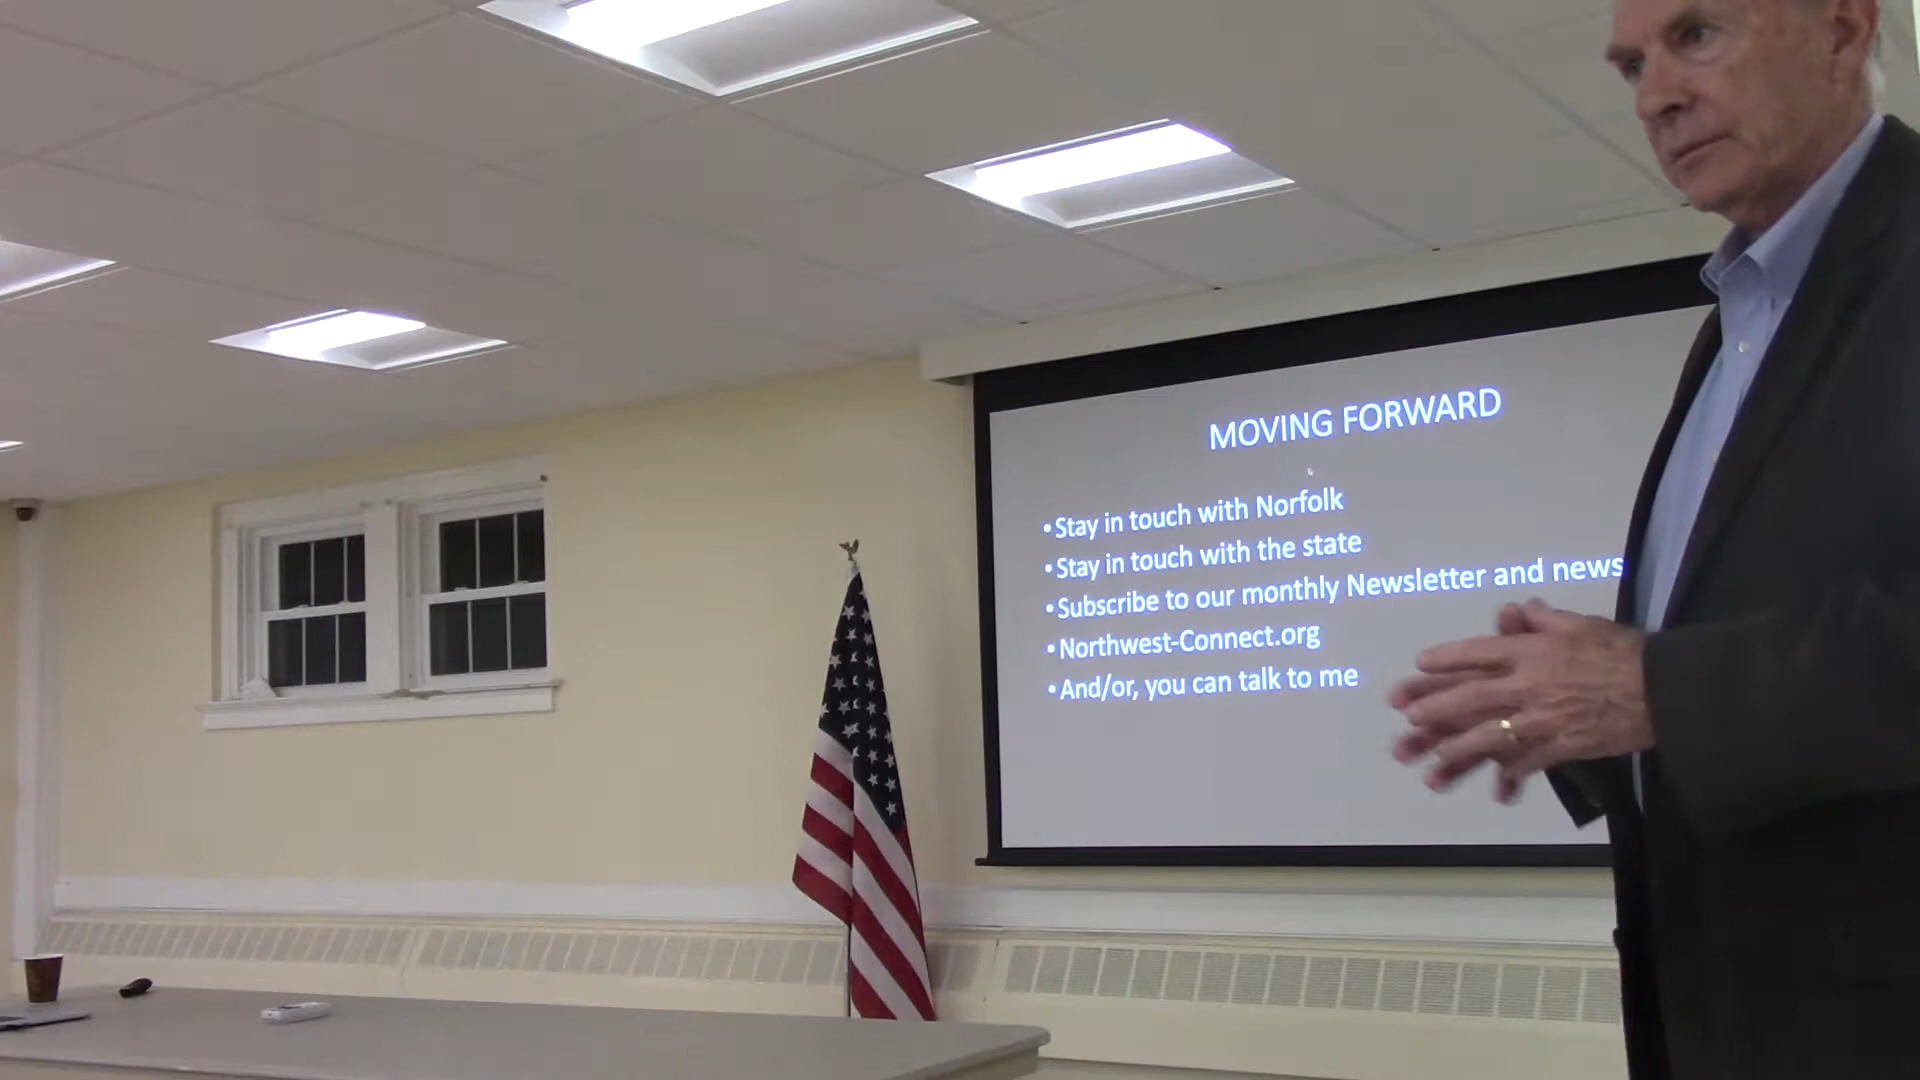 MOVING FORWARD
•Stay in touch with Norfolk
•Stay in touch with the state
•Subscribe to our monthly Newsletter and news
•Northwest-Connect.org
•And/or, you can talk to me